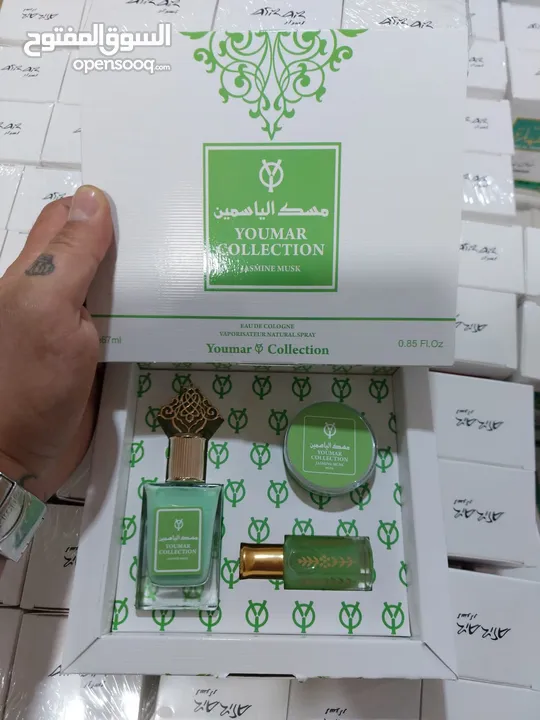 السوق المفتوح
opensooq.com
مسك الياسمين
YOUMAR
COLLECTION
JASMINE MUSK
EAU DE COLOGNE
VAPORISATEUR NATURAL SPRAY
67ml
Youmar Collection
0.85 Fl.Oz
مسك الياسمين
YOUMAR
COLLECTION
JASMINE MUSK
مسك الياسمين
YOUMAR
COLLECTION